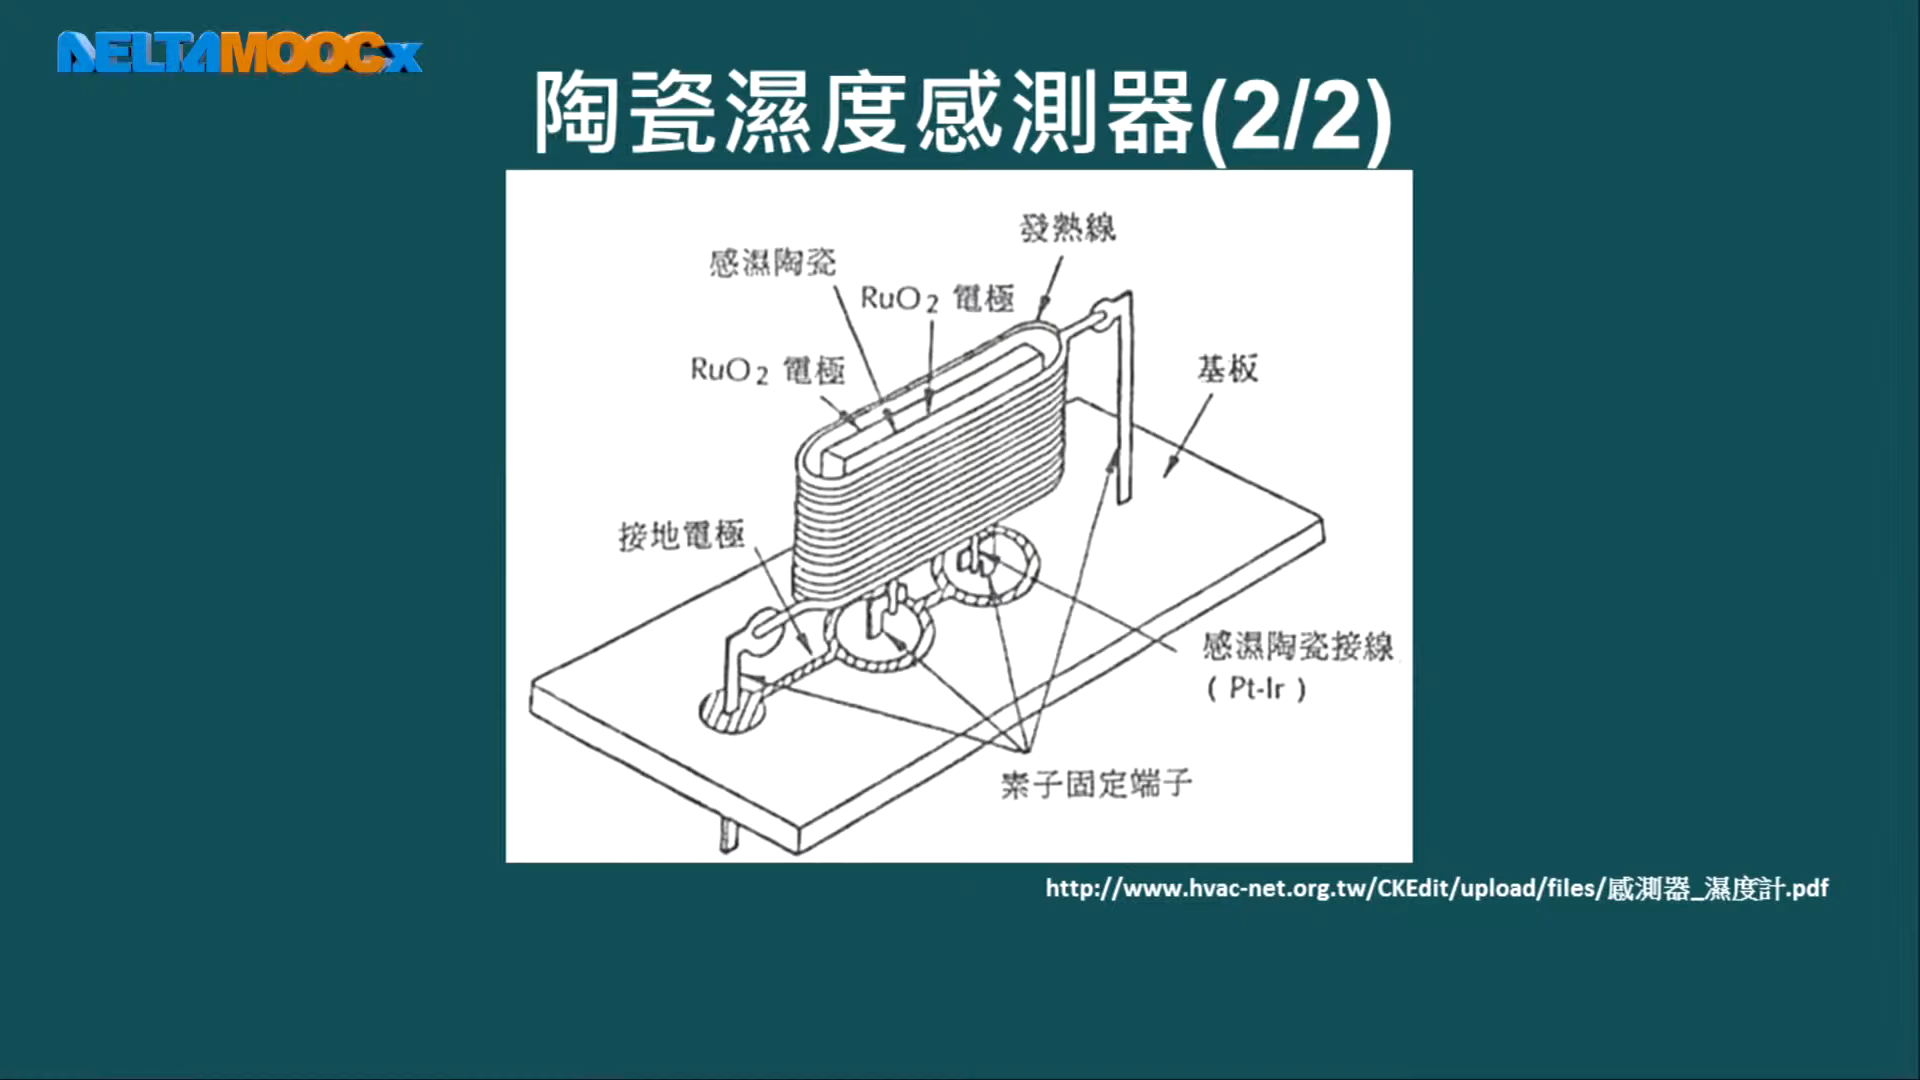 DELTAMOOCx
陶瓷濕度感測器(2/2)
發熱線
感濕陶瓷
RuO2 電極
RuO2 電極
基板
接地電極
感濕陶瓷接線
( Pt-Ir )
素子固定端子
http://www.hvac-net.org.tw/CKEdit/upload/files/感測器_濕度計.pdf